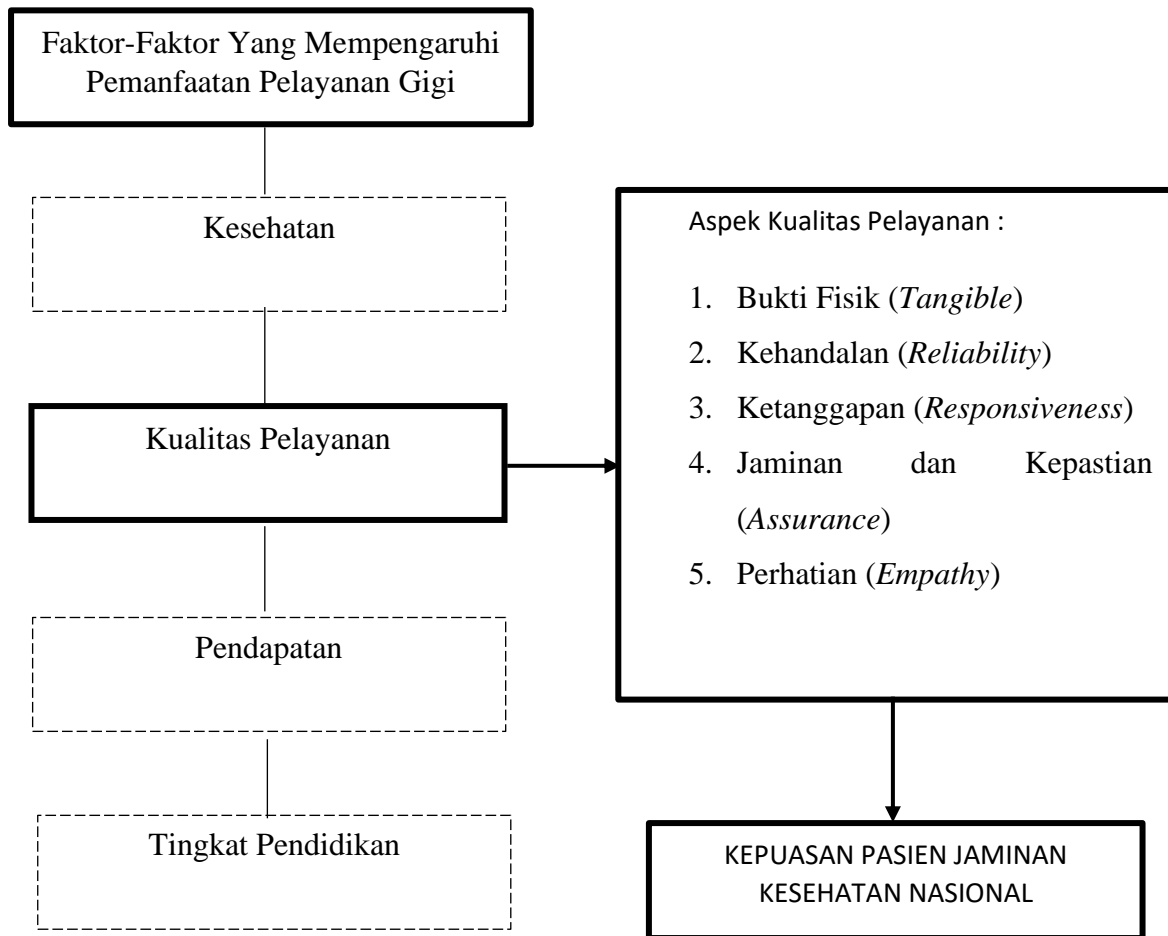 Faktor-Faktor Yang Mempengaruhi
Pemanfaatan Pelayanan Gigi
Kesehatan
Kualitas Pelayanan
Pendapatan
Tingkat Pendidikan
Aspek Kualitas Pelayanan :
1. Bukti Fisik (Tangible)
2. Kehandalan (Reliability)
3. Ketanggapan (Responsiveness)
4. Jaminan dan Kepastian
(Assurance)
5. Perhatian (Empathy)
KEPUASAN PASIEN JAMINAN
KESEHATAN NASIONAL